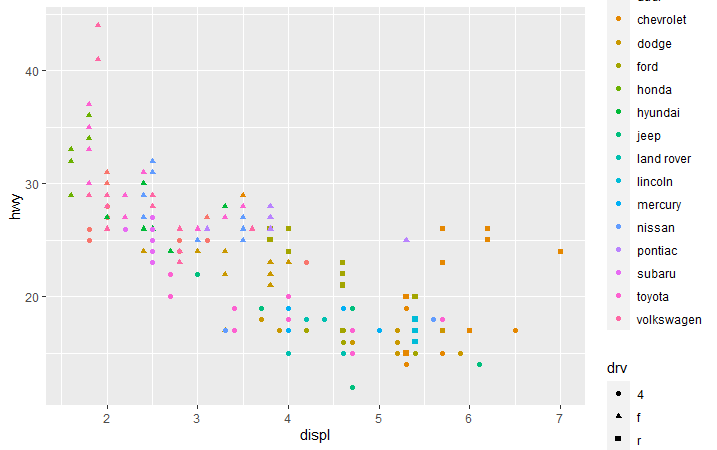 hwy
40
30
20
2
3
4
5
6
7
displ
chevrolet
dodge
ford
honda
hyundai
jeep
land rover
lincoln
mercury
nissan
pontiac
subaru
toyota
volkswagen
drv
4
f
r